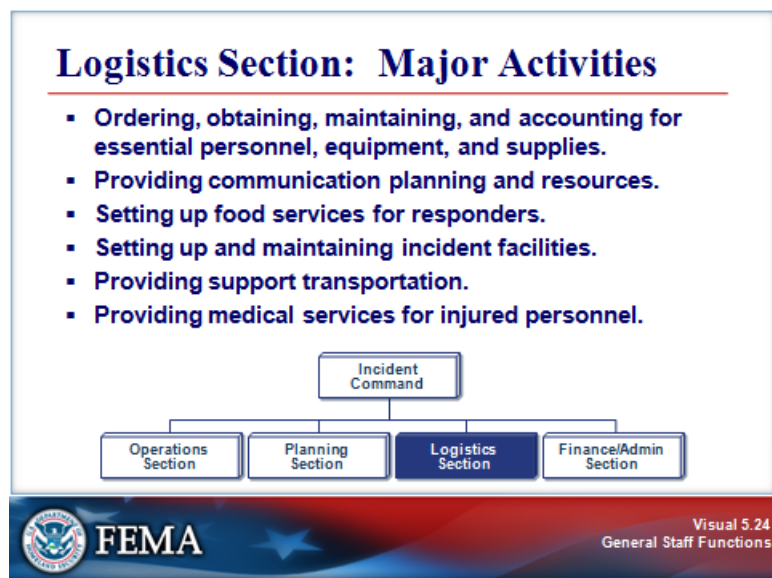 Logistics Section: Major Activities
▪ Ordering, obtaining, maintaining, and accounting for
essential personnel, equipment, and supplies.
▪ Providing communication planning and resources.
▪ Setting up food services for responders.
▪ Setting up and maintaining incident facilities.
▪ Providing support transportation.
▪ Providing medical services for injured personnel.
Incident
Command
Operations
Section
Planning
Section
Logistics
Section
Finance/Admin
Section
FEMA
Visual 5.24
General Staff Functions